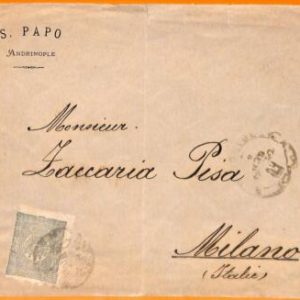 S. PAPO
ANDRINOPLE
Monsieur
Zaccaria Pisa
Milano
(Italie)